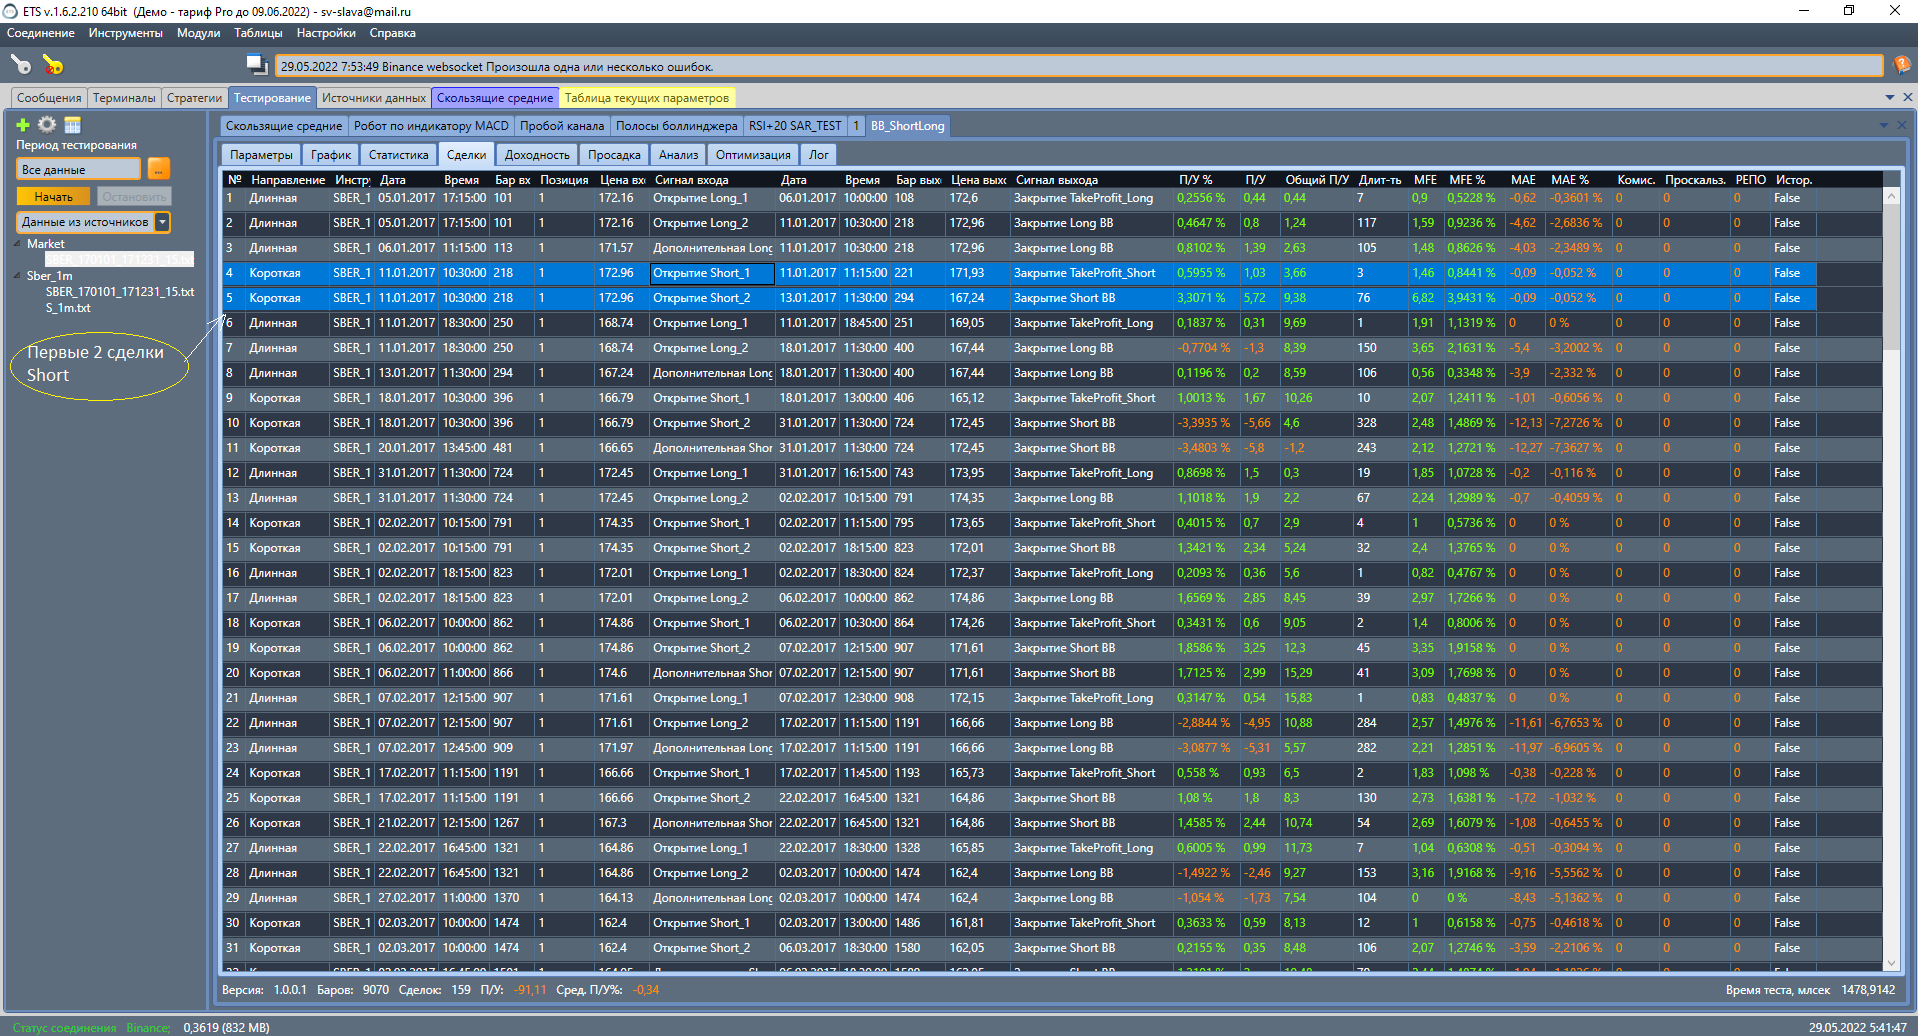 ETS v.1.6.2.210 64bit (Демо - тариф Pro до 09.06.2022) - sv-slava@mail.ru
Соединение Инструменты Модули Таблицы Настройки Справка
29.05.2022 7:53:49 Binance websocket Произошла одна или несколько ошибок.
Сообщения Терминалы Стратегии Тестирование Источники данных Скользящие средние Таблица текущих параметров
Скользящие средние Робот по индикатору MACD Пробой канала Полосы боллинджера RSI+20 SAR_TEST 1 BB_ShortLong
Период тестирования
Все данные ...
Начать Остановить
Данные из источников
Market
SBER_170101_171231_15.txt
Sber_1m
SBER_170101_171231_15.txt
S_1m.txt
Первые 2 сделки
Short
Параметры График Статистика Сделки Доходность Просадка Анализ Оптимизация Лог
№ Направление Инстру Дата Время Бар вх Позиция Цена вх Сигнал входа Дата Время Бар вых Цена вых Сигнал выхода П/У % П/У Общий П/У Длит-ть MFE MFE % MAE MAE % Комис. Проскальз. РЕПО Истор.
1 Длинная SBER_1 05.01.2017 17:15:00 101 1 172.16 Открытие Long_1 06.01.2017 10:00:00 108 172,6 Закрытие TakeProfit_Long 0,2556 % 0,44 0,44 7 0,9 0,5228 % -0,62 -0,3601 % 0 0 0 False
2 Длинная SBER_1 05.01.2017 17:15:00 101 1 172.16 Открытие Long_2 11.01.2017 10:30:00 218 172,96 Закрытие Long BB 0,4647 % 0,8 1,24 117 1,59 0,9236 % -4,62 -2,6836 % 0 0 0 False
3 Длинная SBER_1 06.01.2017 11:15:00 113 1 171.57 Дополнительная Long 11.01.2017 10:30:00 218 172,96 Закрытие Long BB 0,8102 % 1,39 2,63 105 1,48 0,8626 % -4,03 -2,3489 % 0 0 0 False
4 Короткая SBER_1 11.01.2017 10:30:00 218 1 172.96 Открытие Short_1 11.01.2017 11:15:00 221 171,93 Закрытие TakeProfit_Short 0,5955 % 1,03 3,66 3 1,46 0,8441 % -0,09 -0,052 % 0 0 0 False
5 Короткая SBER_1 11.01.2017 10:30:00 218 1 172.96 Открытие Short_2 13.01.2017 11:30:00 294 167,24 Закрытие Short BB 3,3071 % 5,72 9,38 76 6,82 3,9431 % -0,09 -0,052 % 0 0 0 False
6 Длинная SBER_1 11.01.2017 18:30:00 250 1 168.74 Открытие Long_1 11.01.2017 18:45:00 251 169,05 Закрытие TakeProfit_Long 0,1837 % 0,31 9,69 1 1,91 1,1319 % 0 0 % 0 0 0 False
7 Длинная SBER_1 11.01.2017 18:30:00 250 1 168.74 Открытие Long_2 18.01.2017 11:30:00 400 167,44 Закрытие Long BB -0,7704 % -1,3 8,39 150 3,65 2,1631 % -5,4 -3,2002 % 0 0 0 False
8 Длинная SBER_1 13.01.2017 11:30:00 294 1 167.24 Дополнительная Long 18.01.2017 11:30:00 400 167,44 Закрытие Long BB 0,1196 % 0,2 8,59 106 0,56 0,3348 % -3,9 -2,332 % 0 0 0 False
9 Короткая SBER_1 18.01.2017 10:30:00 396 1 166.79 Открытие Short_1 18.01.2017 13:00:00 406 165,12 Закрытие TakeProfit_Short 1,0013 % 1,67 10,26 10 2,07 1,2411 % -1,01 -0,6056 % 0 0 0 False
10 Короткая SBER_1 18.01.2017 10:30:00 396 1 166.79 Открытие Short_2 31.01.2017 11:30:00 724 172,45 Закрытие Short BB -3,3935 % -5,66 4,6 328 2,48 1,4869 % -12,13 -7,2726 % 0 0 0 False
11 Короткая SBER_1 20.01.2017 13:45:00 481 1 166.65 Дополнительная Shor 31.01.2017 11:30:00 724 172,45 Закрытие Short BB -3,4803 % -5,8 -1,2 243 2,12 1,2721 % -12,27 -7,3627 % 0 0 0 False
12 Длинная SBER_1 31.01.2017 11:30:00 724 1 172.45 Открытие Long_1 31.01.2017 16:15:00 743 173,95 Закрытие TakeProfit_Long 0,8698 % 1,5 0,3 19 1,85 1,0728 % -0,2 -0,116 % 0 0 0 False
13 Длинная SBER_1 31.01.2017 11:30:00 724 1 172.45 Открытие Long_2 02.02.2017 10:15:00 791 174,35 Закрытие Long BB 1,1018 % 1,9 2,2 67 2,24 1,2989 % -0,7 -0,4059 % 0 0 0 False
14 Короткая SBER_1 02.02.2017 10:15:00 791 1 174.35 Открытие Short_1 02.02.2017 11:15:00 795 173,65 Закрытие TakeProfit_Short 0,4015 % 0,7 2,9 4 1 0,5736 % 0 0 % 0 0 0 False
15 Короткая SBER_1 02.02.2017 10:15:00 791 1 174.35 Открытие Short_2 02.02.2017 18:15:00 823 172,01 Закрытие Short BB 1,3421 % 2,34 5,24 32 2,4 1,3765 % 0 0 % 0 0 0 False
16 Длинная SBER_1 02.02.2017 18:15:00 823 1 172.01 Открытие Long_1 02.02.2017 18:30:00 824 172,37 Закрытие TakeProfit_Long 0,2093 % 0,36 5,6 1 0,82 0,4767 % 0 0 % 0 0 0 False
17 Длинная SBER_1 02.02.2017 18:15:00 823 1 172.01 Открытие Long_2 06.02.2017 10:00:00 862 174,86 Закрытие Long BB 1,6569 % 2,85 8,45 39 2,97 1,7266 % 0 0 % 0 0 0 False
18 Короткая SBER_1 06.02.2017 10:00:00 862 1 174.86 Открытие Short_1 06.02.2017 10:30:00 864 174,26 Закрытие TakeProfit_Short 0,3431 % 0,6 9,05 2 1,4 0,8006 % 0 0 % 0 0 0 False
19 Короткая SBER_1 06.02.2017 10:00:00 862 1 174.86 Открытие Short_2 07.02.2017 12:15:00 907 171,61 Закрытие Short BB 1,8586 % 3,25 12,3 45 3,35 1,9158 % 0 0 % 0 0 0 False
20 Короткая SBER_1 06.02.2017 11:00:00 866 1 174.6 Дополнительная Shor 07.02.2017 12:15:00 907 171,61 Закрытие Short BB 1,7125 % 2,99 15,29 41 3,09 1,7698 % 0 0 % 0 0 0 False
21 Длинная SBER_1 07.02.2017 12:15:00 907 1 171.61 Открытие Long_1 07.02.2017 12:30:00 908 172,15 Закрытие TakeProfit_Long 0,3147 % 0,54 15,83 1 0,83 0,4837 % 0 0 % 0 0 0 False
22 Длинная SBER_1 07.02.2017 12:15:00 907 1 171.61 Открытие Long_2 17.02.2017 11:15:00 1191 166,66 Закрытие Long BB -2,8844 % -4,95 10,88 284 2,57 1,4976 % -11,61 -6,7653 % 0 0 0 False
23 Длинная SBER_1 07.02.2017 12:45:00 909 1 171.97 Дополнительная Long 17.02.2017 11:15:00 1191 166,66 Закрытие Long BB -3,0877 % -5,31 5,57 282 2,21 1,2851 % -11,97 -6,9605 % 0 0 0 False
24 Короткая SBER_1 17.02.2017 11:15:00 1191 1 166.66 Открытие Short_1 17.02.2017 11:45:00 1193 165,73 Закрытие TakeProfit_Short 0,558 % 0,93 6,5 2 1,83 1,098 % -0,38 -0,228 % 0 0 0 False
25 Короткая SBER_1 17.02.2017 11:15:00 1191 1 166.66 Открытие Short_2 22.02.2017 16:45:00 1321 164,86 Закрытие Short BB 1,08 % 1,8 8,3 130 2,73 1,6381 % -1,72 -1,032 % 0 0 0 False
26 Короткая SBER_1 21.02.2017 12:15:00 1267 1 167.3 Дополнительная Shor 22.02.2017 16:45:00 1321 164,86 Закрытие Short BB 1,4585 % 2,44 10,74 54 2,69 1,6079 % -1,08 -0,6455 % 0 0 0 False
27 Длинная SBER_1 22.02.2017 16:45:00 1321 1 164.86 Открытие Long_1 22.02.2017 18:30:00 1328 165,85 Закрытие TakeProfit_Long 0,6005 % 0,99 11,73 7 1,04 0,6308 % -0,51 -0,3094 % 0 0 0 False
28 Длинная SBER_1 22.02.2017 16:45:00 1321 1 164.86 Открытие Long_2 02.03.2017 10:00:00 1474 162,4 Закрытие Long BB -1,4922 % -2,46 9,27 153 3,16 1,9168 % -9,16 -5,5562 % 0 0 0 False
29 Длинная SBER_1 27.02.2017 11:00:00 1370 1 164.13 Дополнительная Long 02.03.2017 10:00:00 1474 162,4 Закрытие Long BB -1,054 % -1,73 7,54 104 0 0 % -8,43 -5,1362 % 0 0 0 False
30 Короткая SBER_1 02.03.2017 10:00:00 1474 1 162.4 Открытие Short_1 02.03.2017 13:00:00 1486 161,81 Закрытие TakeProfit_Short 0,3633 % 0,59 8,13 12 1 0,6158 % -0,75 -0,4618 % 0 0 0 False
31 Короткая SBER_1 02.03.2017 10:00:00 1474 1 162.4 Открытие Short_2 06.03.2017 18:30:00 1580 162,05 Закрытие Short BB 0,2155 % 0,35 8,48 106 2,07 1,2746 % -3,59 -2,2106 % 0 0 0 False
Версия: 1.0.0.1 Баров: 9070 Сделок: 159 П/У: -91,11 Сред. П/У%: -0,34 Время теста, млсек 1478,9142
Статус соединения Binance; 0,3619 (832 MB) 29.05.2022 5:41:47